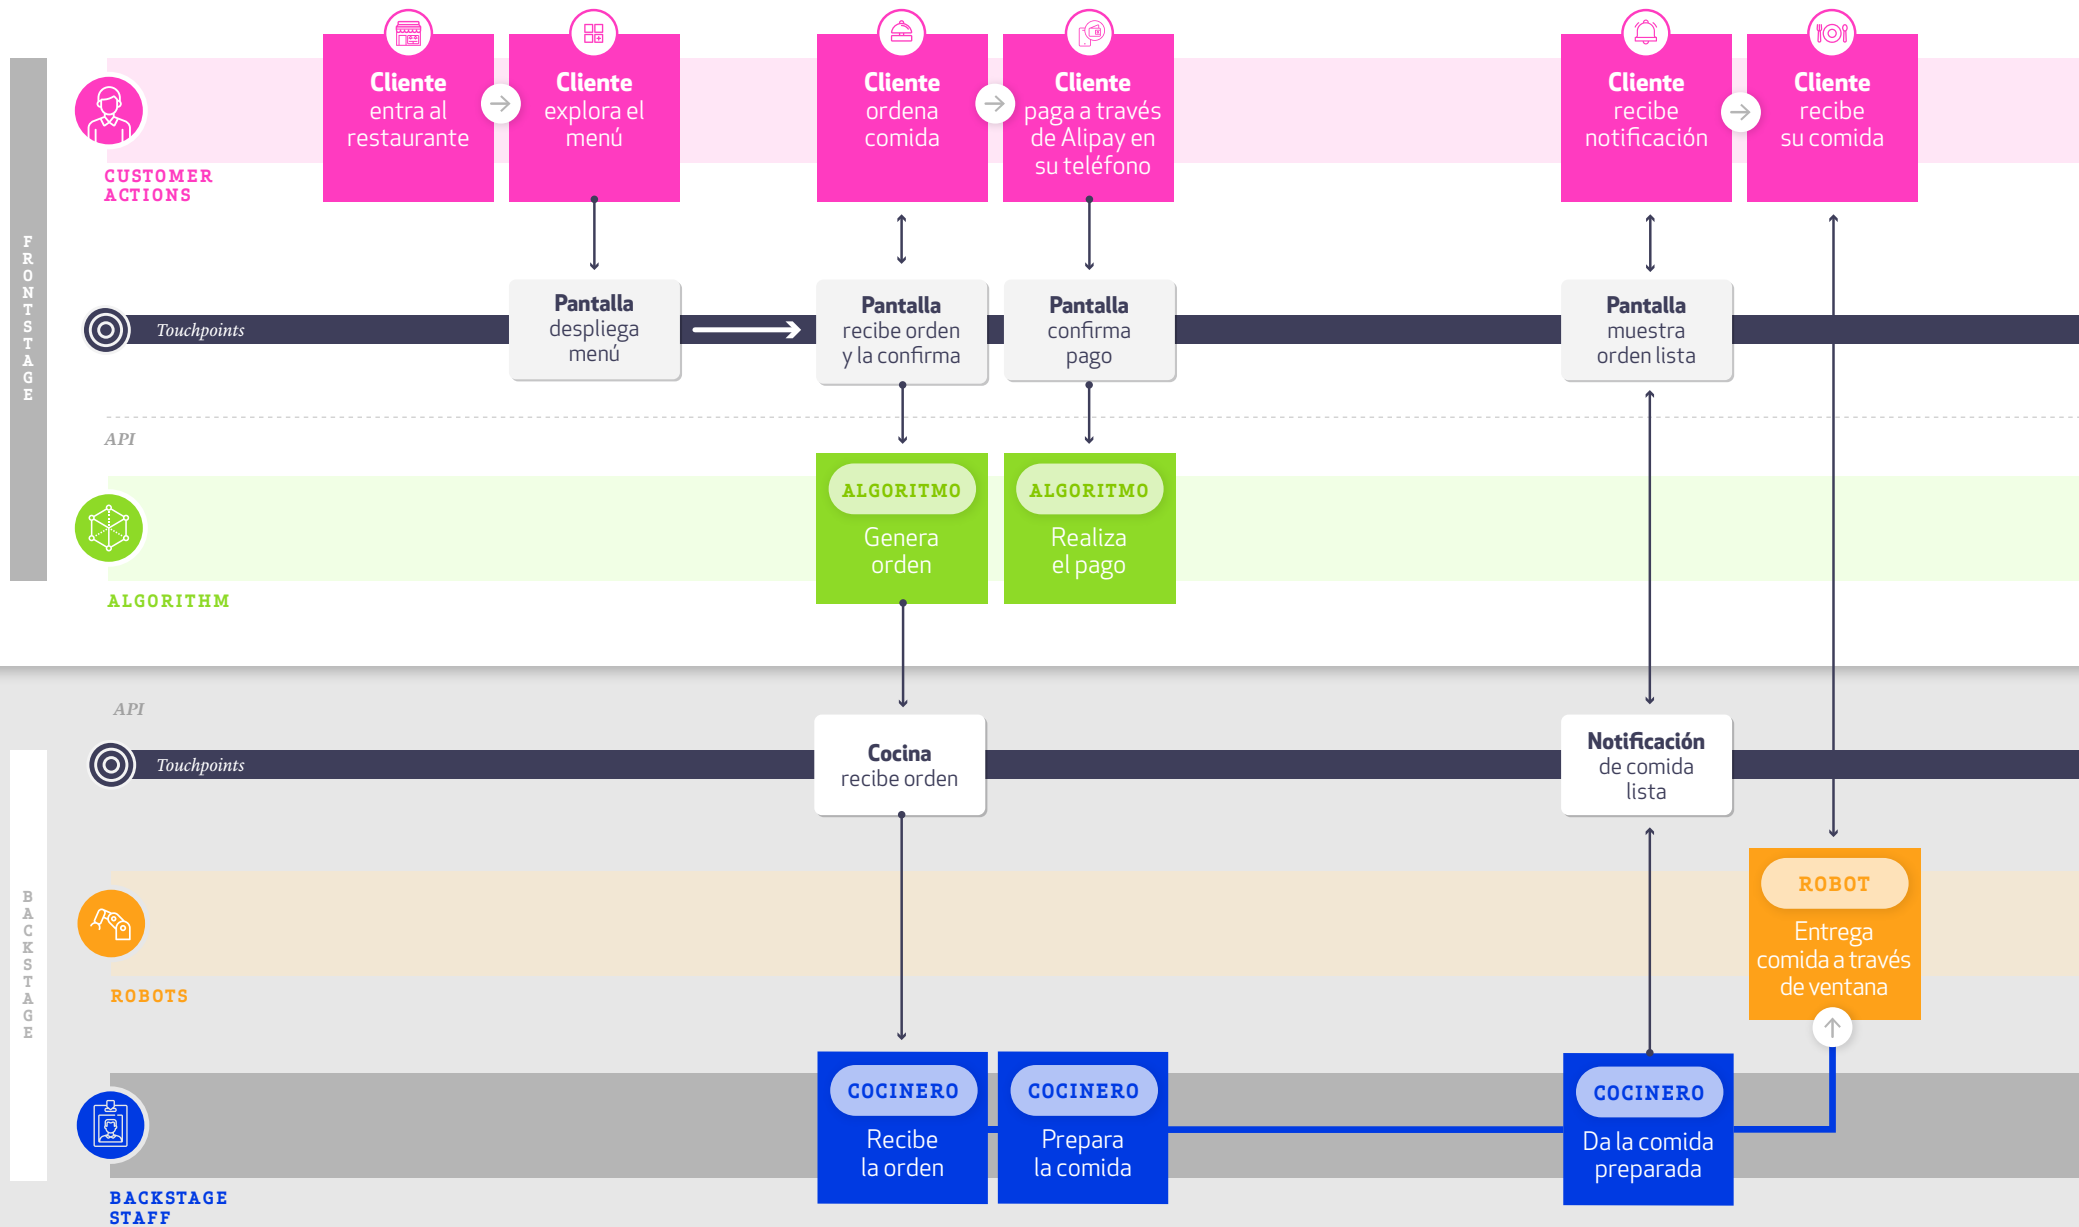 FRONTSTAGE
Cliente
entra al
restaurante
Cliente
explora el
menú
Cliente
ordena
comida
Cliente
paga a través
de Alipay en
su teléfono
Cliente
recibe
notificación
Cliente
recibe
su comida
CUSTOMER
ACTIONS
Touchpoints
Pantalla
despliega
menú
Pantalla
recibe orden
y la confirma
Pantalla
confirma
pago
Pantalla
muestra
orden lista
API
ALGORITMO
Genera
orden
ALGORITMO
Realiza
el pago
ALGORITHM
BACKSTAGE
API
Touchpoints
Cocina
recibe orden
Notificación
de comida
lista
ROBOT
Entrega
comida a través
de ventana
ROBOTS
COCINERO
Recibe
la orden
COCINERO
Prepara
la comida
COCINERO
Da la comida
preparada
BACKSTAGE
STAFF